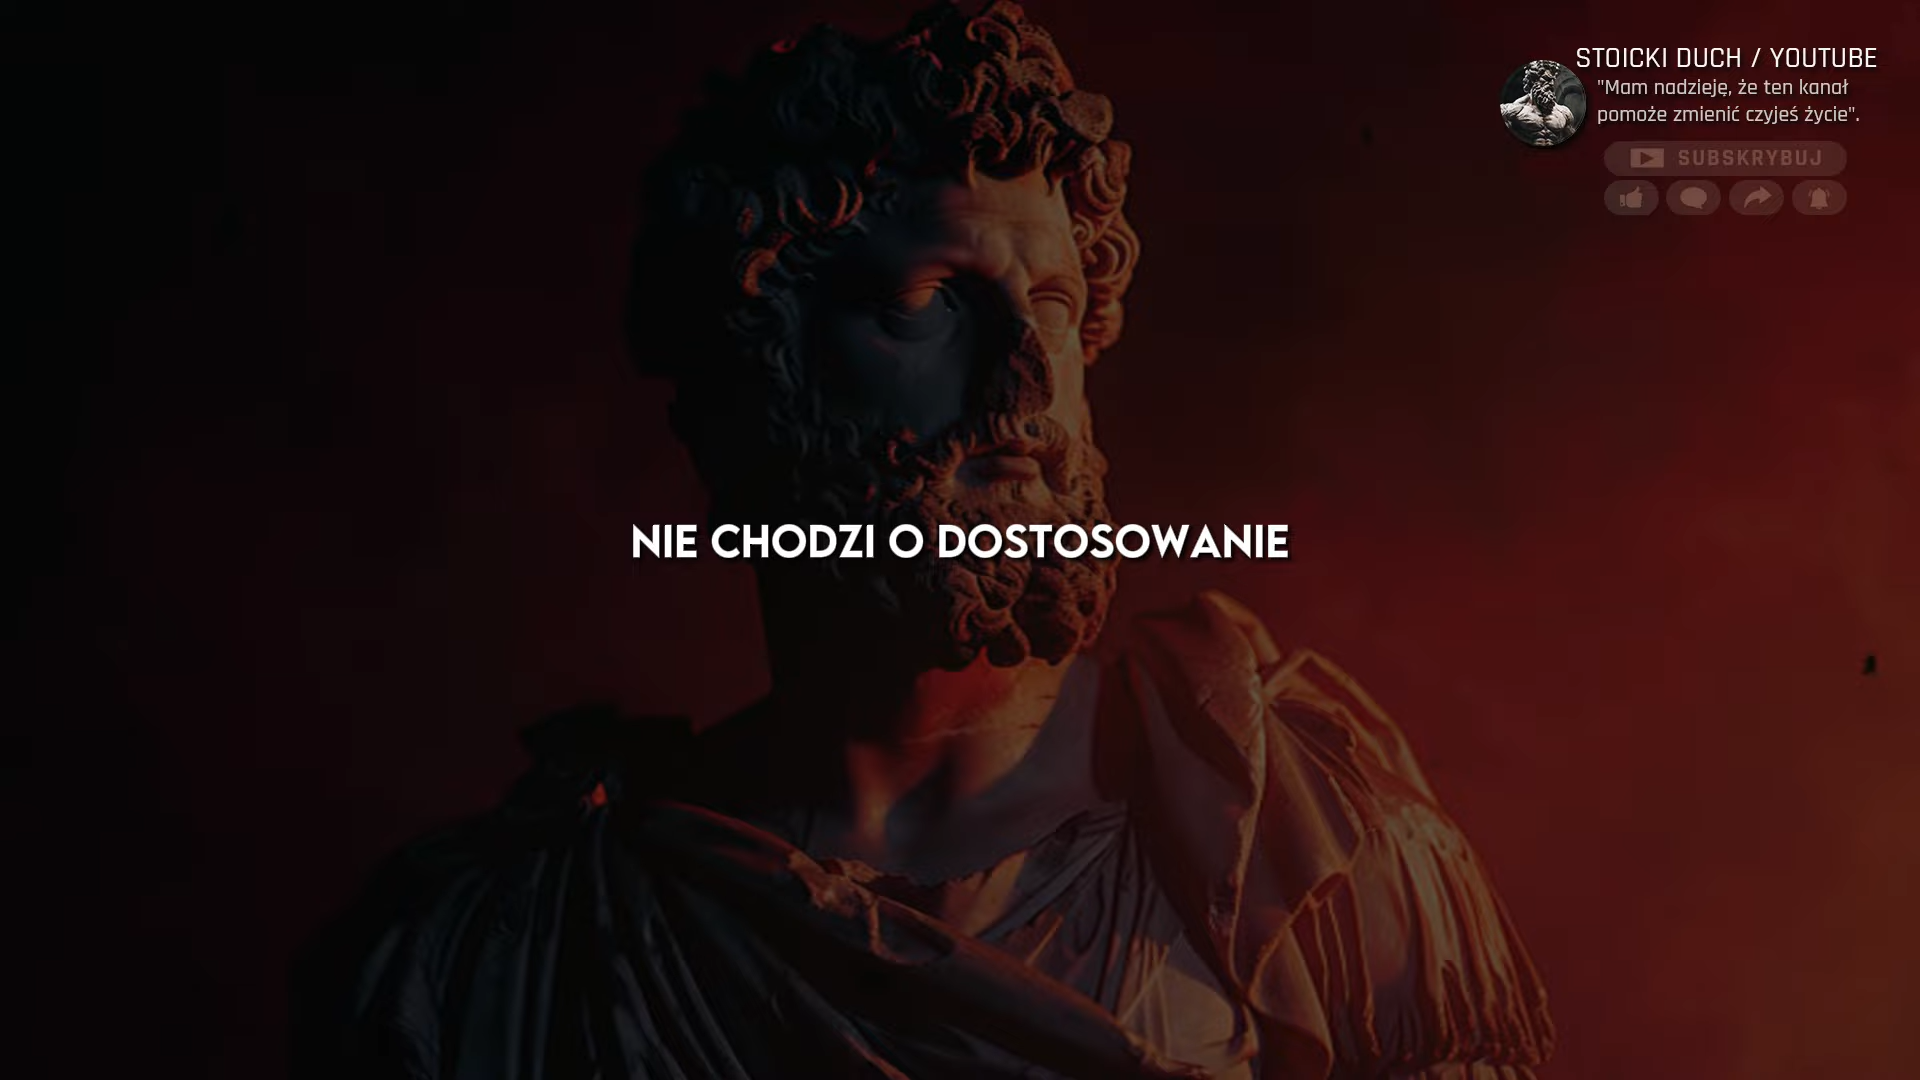 STOICKI DUCH / YOUTUBE
"Mam nadzieję, że ten kanał
pomoże zmienić czyjeś życie".
SUBSKRYBUJ
NIE CHODZI O DOSTOSOWANIE